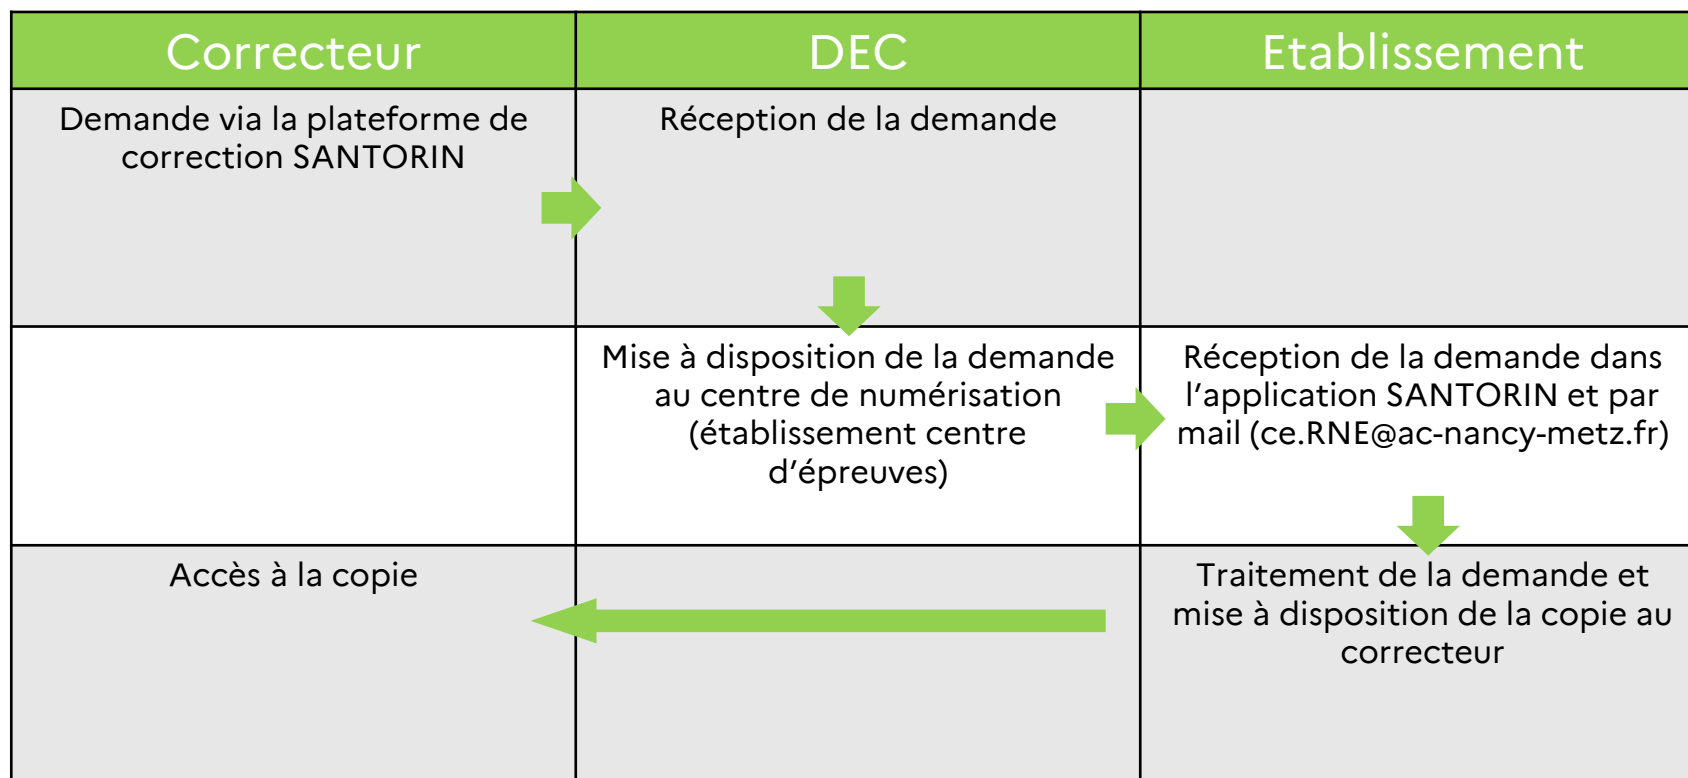 Correcteur
DEC
Etablissement
Demande via la plateforme de
correction SANTORIN
Réception de la demande
Mise à disposition de la demande
au centre de numérisation
(établissement centre
d’épreuves)
Réception de la demande dans
l’application SANTORIN et par
mail (ce.RNE@ac-nancy-metz.fr)
Accès à la copie
Traitement de la demande et
mise à disposition de la copie au
correcteur